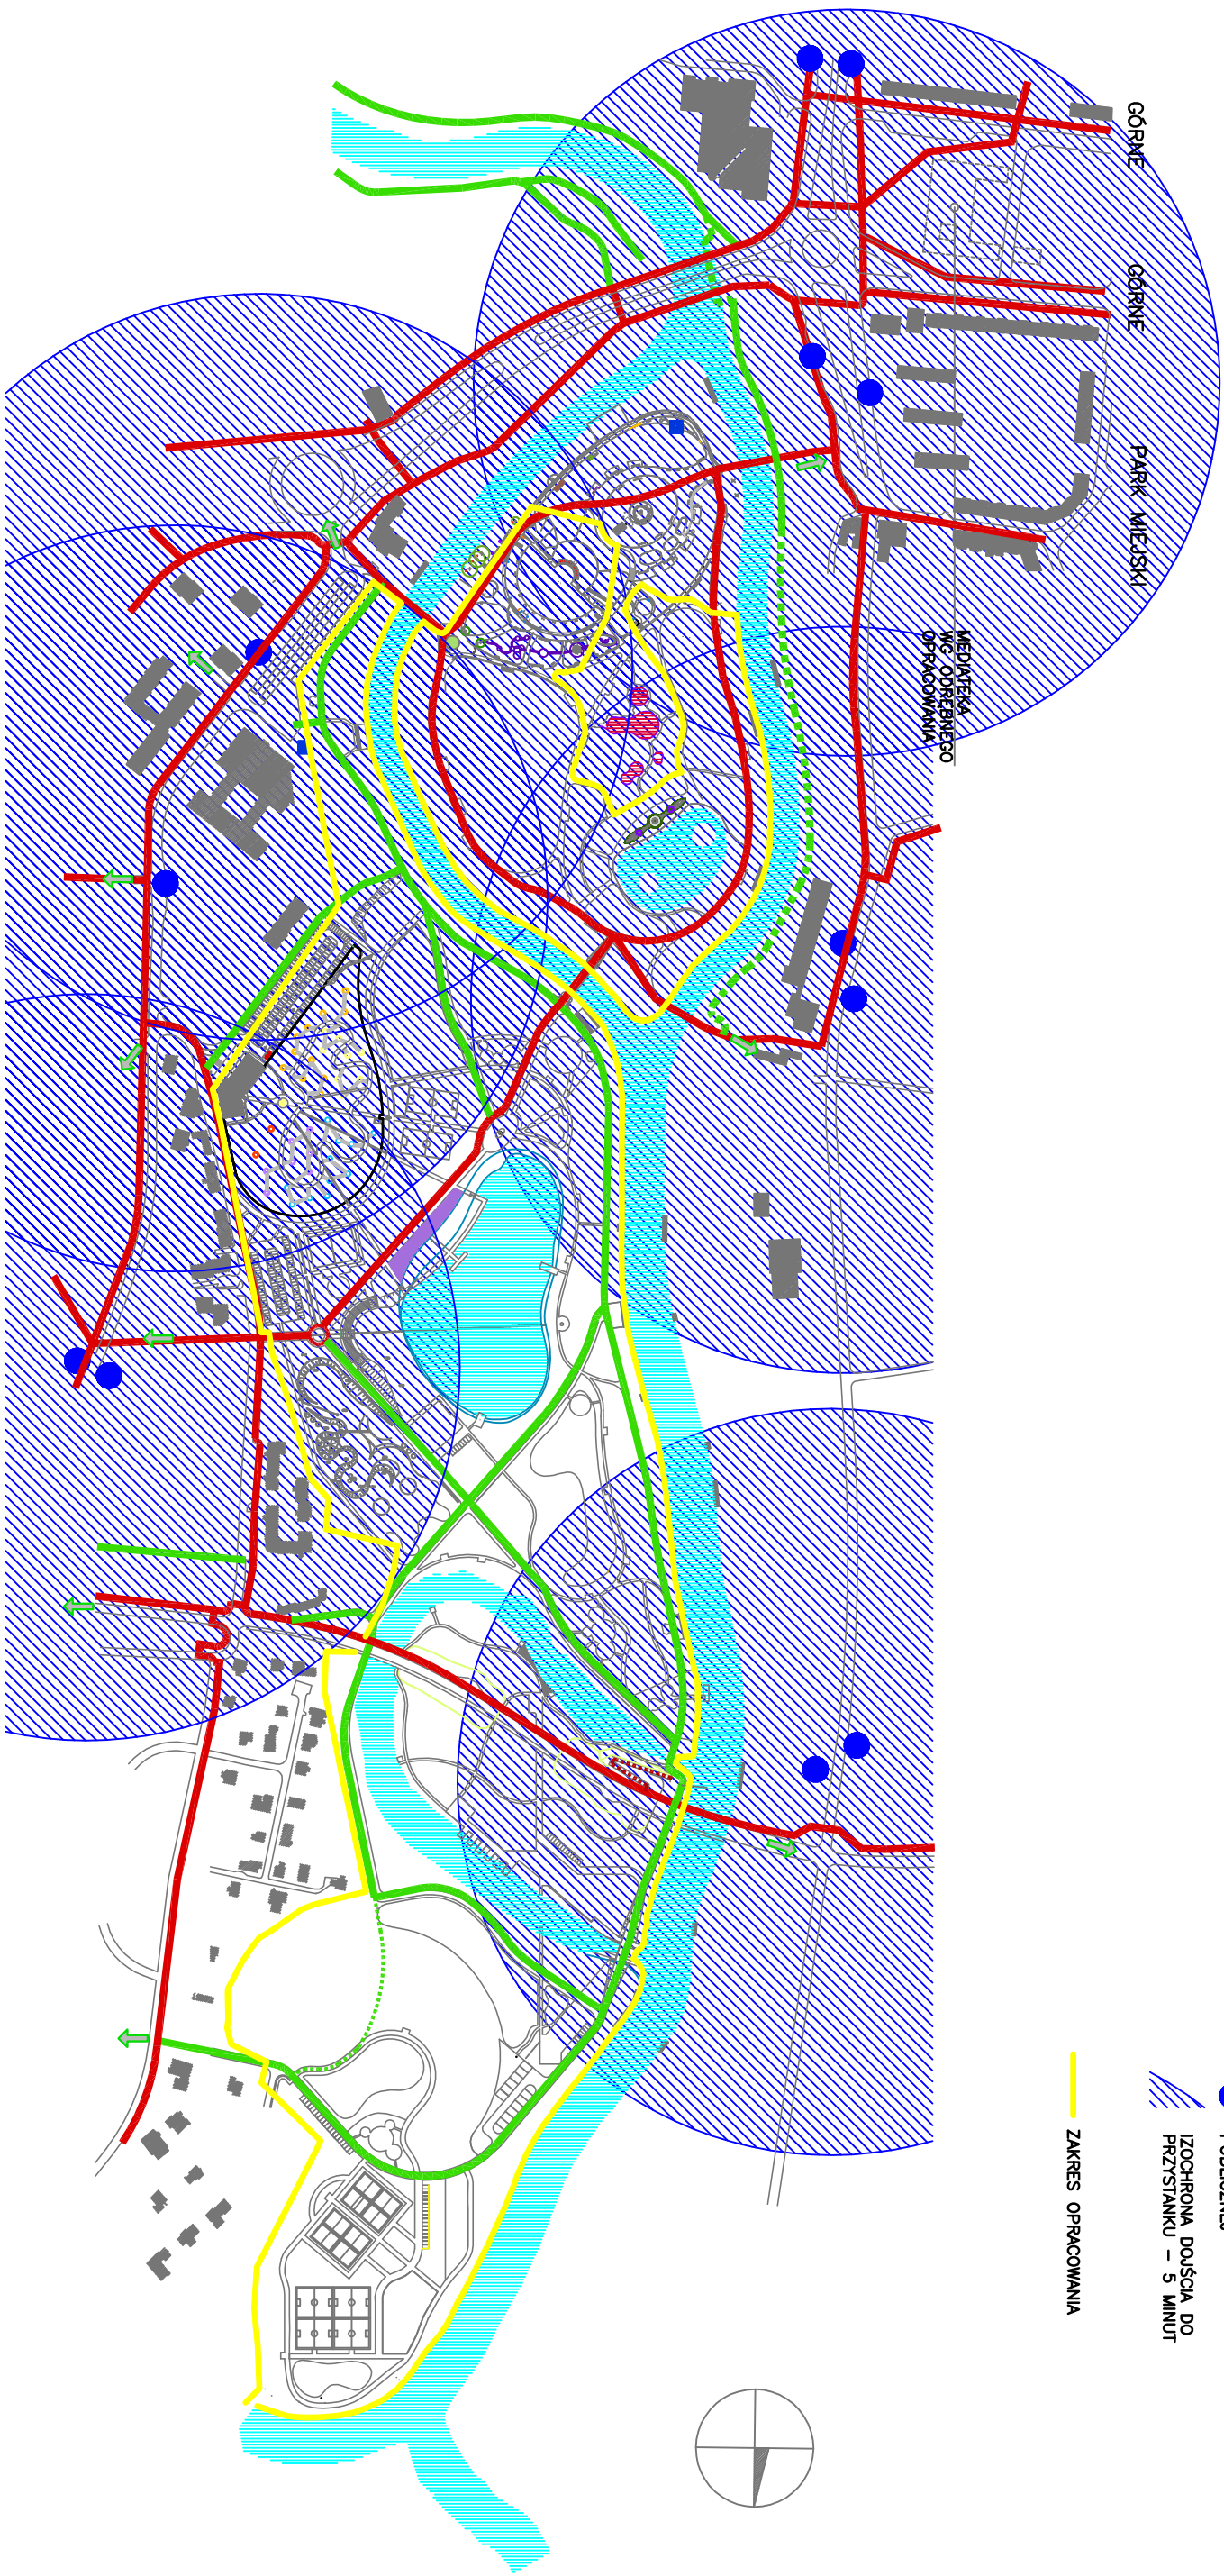 GÓRNE
GÓRNE
PARK MIEJSKI
MEDIATEKA
WG ODRĘBNEGO
OPRACOWANIA
IZOCHRONA DOJŚCIA DO
PRZYSTANKU – 5 MINUT
ZAKRES OPRACOWANIA